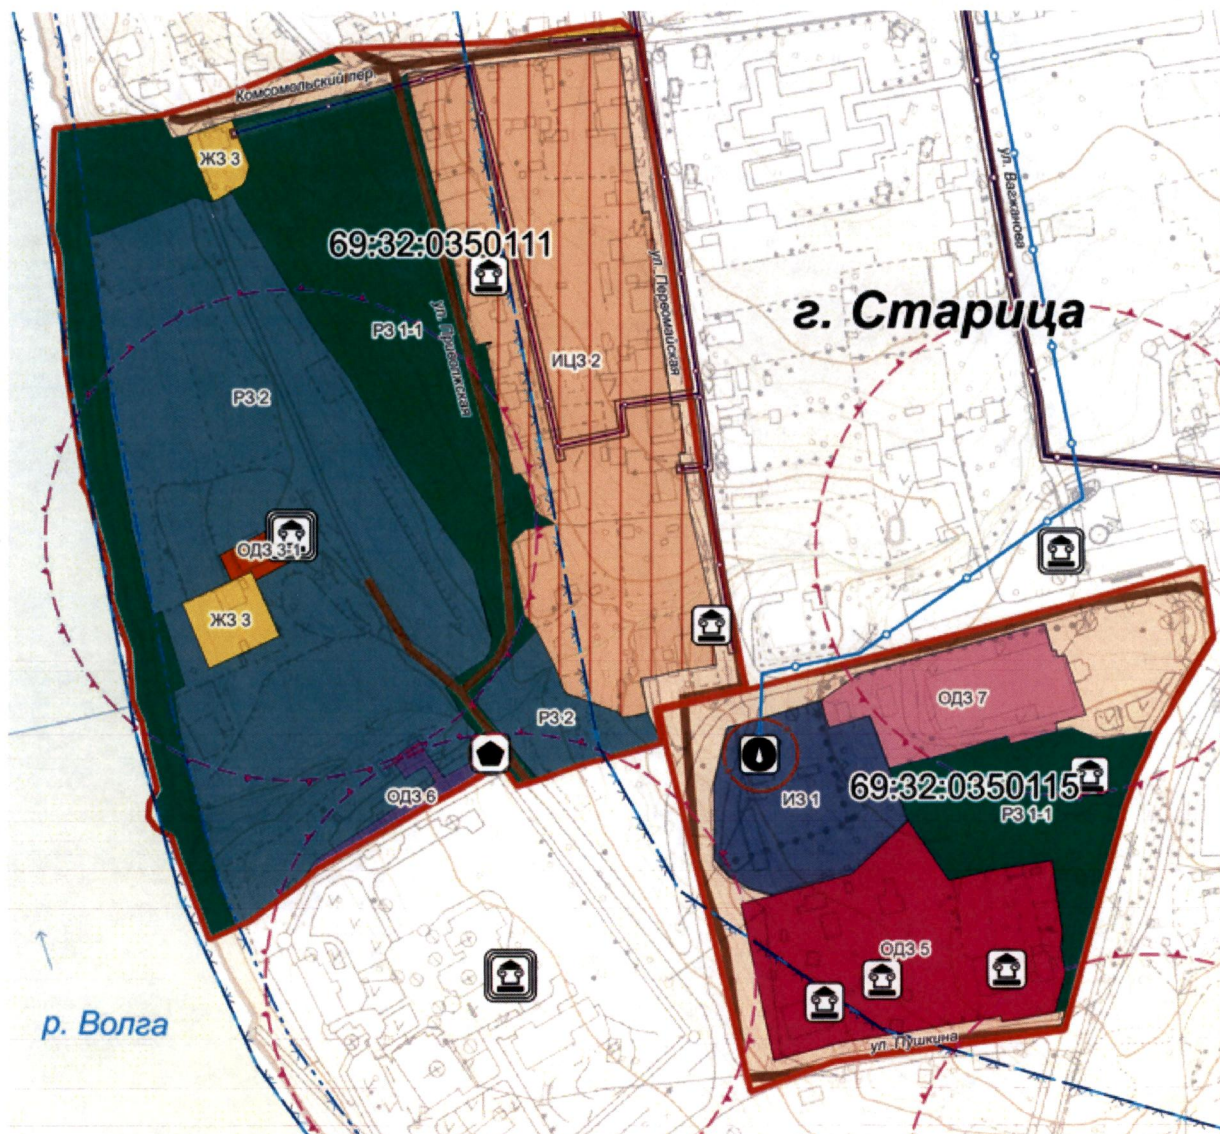 Комсомольский пер.
ЖЗ 3
69:32:0350111
ул. Вагжанова
ул. Первомайская
г. Старица
РЗ 1-1
ул. Приволжская
ИЦЗ 2
РЗ 2
ОДЗ 3-1
ЖЗ 3
ОДЗ 7
РЗ 2
ОДЗ 6
ИЗ 1
69:32:0350115
РЗ 1-1
ОДЗ 5
р. Волга
ул. Пушкина